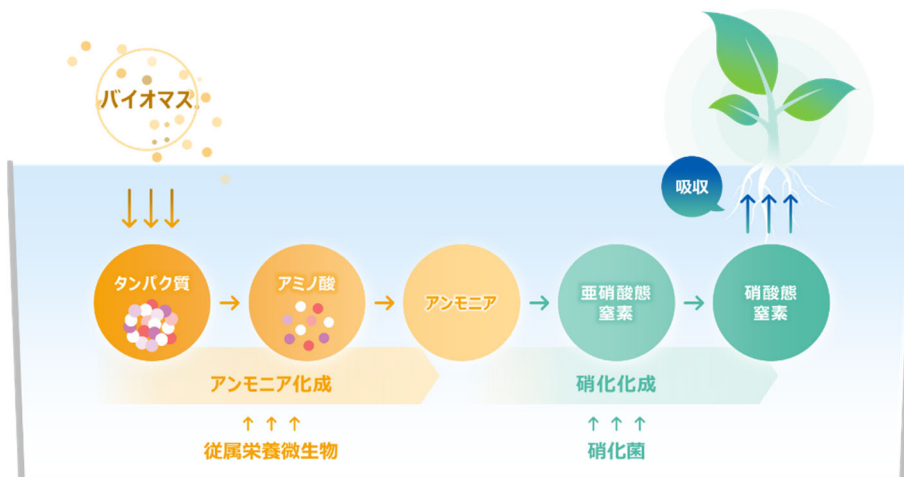 バイオマス
吸収
タンパク質
アミノ酸
アンモニア
亜硝酸態
窒素
硝酸態
窒素
アンモニア化成
硝化化成
従属栄養微生物
硝化菌